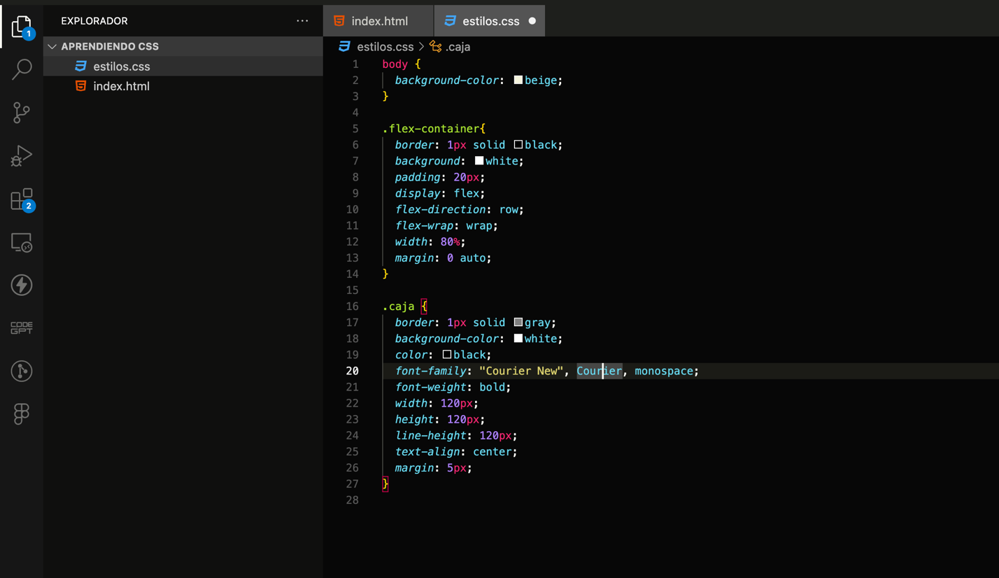 EXPLORADOR
APRENDIENDO CSS
estilos.css
index.html
1
2
CODE
GPT
index.html
estilos.css
estilos.css > .caja
1 body {
2 background-color: beige;
3 }
4
5 .flex-container{
6 border: 1px solid black;
7 background: white;
8 padding: 20px;
9 display: flex;
10 flex-direction: row;
11 flex-wrap: wrap;
12 width: 80%;
13 margin: 0 auto;
14 }
15
16 .caja {
17 border: 1px solid gray;
18 background-color: white;
19 color: black;
20 font-family: "Courier New", Courier, monospace;
21 font-weight: bold;
22 width: 120px;
23 height: 120px;
24 line-height: 120px;
25 text-align: center;
26 margin: 5px;
27 }
28